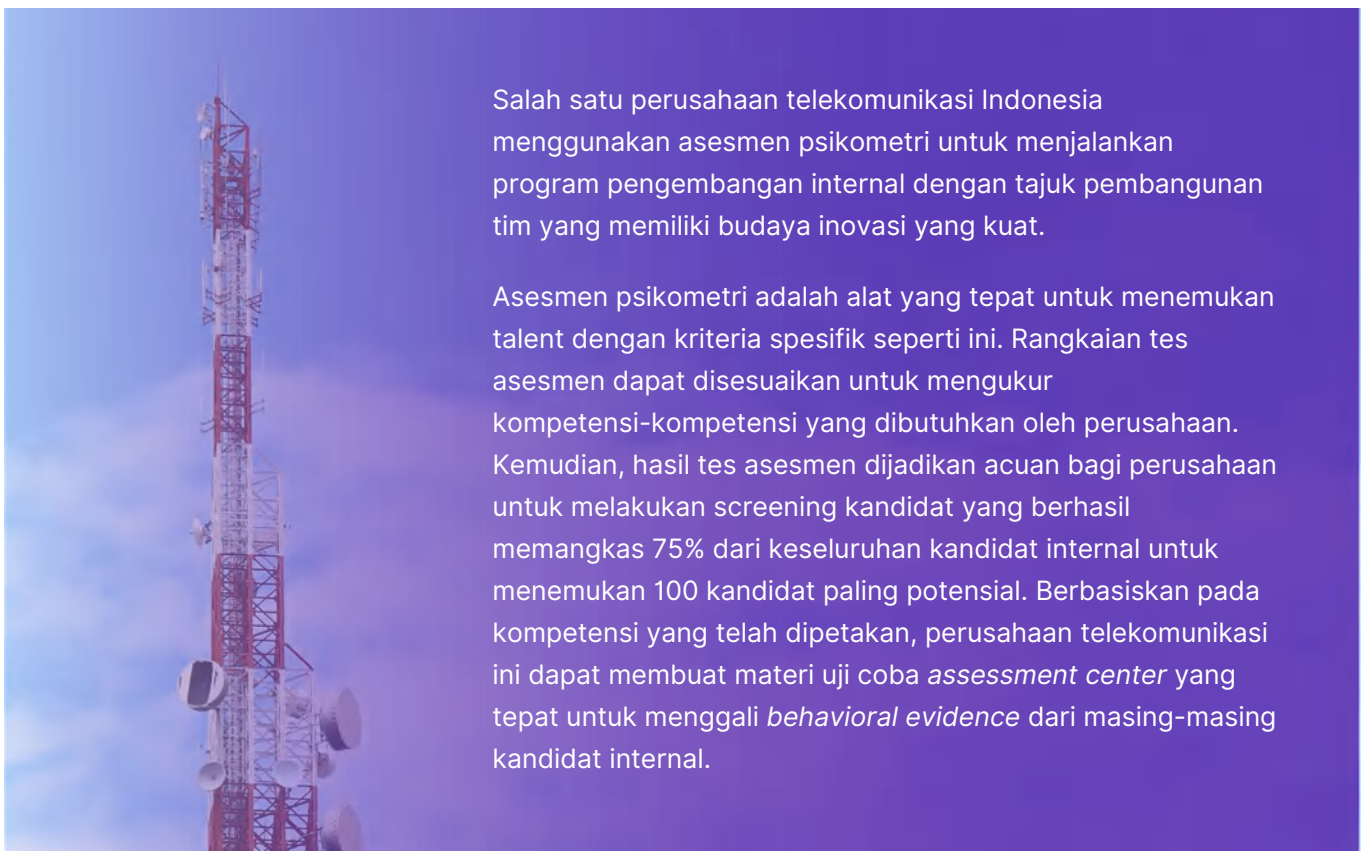 Salah satu perusahaan telekomunikasi Indonesia
menggunakan asesmen psikometri untuk menjalankan
program pengembangan internal dengan tajuk pembangunan
tim yang memiliki budaya inovasi yang kuat.
Asesmen psikometri adalah alat yang tepat untuk menemukan
talent dengan kriteria spesifik seperti ini. Rangkaian tes
asesmen dapat disesuaikan untuk mengukur
kompetensi-kompetensi yang dibutuhkan oleh perusahaan.
Kemudian, hasil tes asesmen dijadikan acuan bagi perusahaan
untuk melakukan screening kandidat yang berhasil
memangkas 75% dari keseluruhan kandidat internal untuk
menemukan 100 kandidat paling potensial. Berbasiskan pada
kompetensi yang telah dipetakan, perusahaan telekomunikasi
ini dapat membuat materi uji coba assessment center yang
tepat untuk menggali behavioral evidence dari masing-masing
kandidat internal.